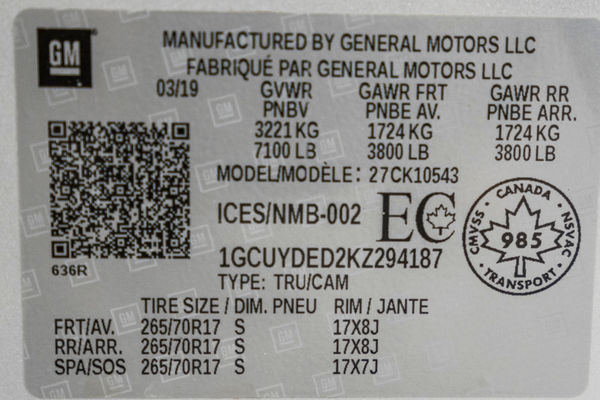 GM
MANUFACTURED BY GENERAL MOTORS LLC
FABRIQUÉ PAR GENERAL MOTORS LLC
03/19 GVWR GAWR FRT GAWR RR
PNBV PNBE AV. PNBE ARR.
3221 KG 1724 KG 1724 KG
7100 LB 3800 LB 3800 LB
MODEL/MODÈLE: 27CK10543
ICES/NMB-002 EC
CANADA
CMVSS 985 NSVAC
TRANSPORT
636R
1GCUYDED2KZ294187
TYPE: TRU/CAM
TIRE SIZE / DIM. PNEU RIM / JANTE
FRT/AV. 265/70R17 S 17X8J
RR/ARR. 265/70R17 S 17X8J
SPA/SOS 265/70R17 S 17X7J